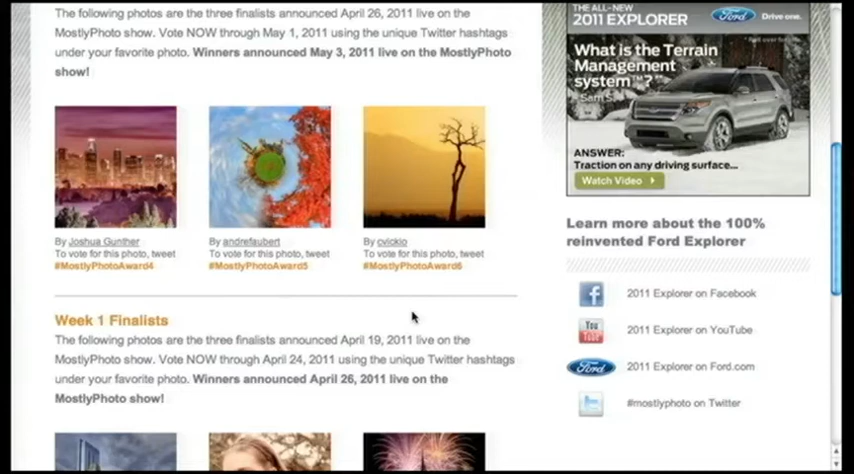 The following photos are the three finalists announced April 26, 2011 live on the
MostlyPhoto show. Vote NOW through May 1, 2011 using the unique Twitter hashtags
under your favorite photo. Winners announced May 3, 2011 live on the MostlyPhoto
show!
By Joshua Gunther
To vote for this photo, tweet
#MostlyPhotoAward4
By andrefaubert
To vote for this photo, tweet
#MostlyPhotoAward5
By cvickio
To vote for this photo, tweet
#MostlyPhotoAward6
Week 1 Finalists
The following photos are the three finalists announced April 19, 2011 live on the
MostlyPhoto show. Vote NOW through April 24, 2011 using the unique Twitter hashtags
under your favorite photo. Winners announced April 26, 2011 live on the
MostlyPhoto show!
THE ALL-NEW
2011 EXPLORER
Ford
Drive one.
What is the Terrain
Management
system™?*
- Sam S.
ANSWER:
Traction on any driving surface...
Watch Video
Learn more about the 100%
reinvented Ford Explorer
f
2011 Explorer on Facebook
You
Tube
2011 Explorer on YouTube
Ford
2011 Explorer on Ford.com
#mostlyphoto on Twitter